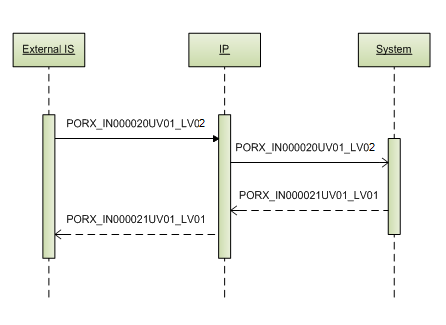 External IS
IP
System
PORX_IN000020UV01_LV02
PORX_IN000020UV01_LV02
PORX_IN000021UV01_LV01
PORX_IN000021UV01_LV01